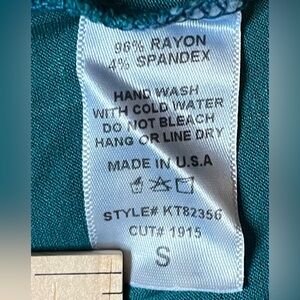 96% RAYON
4% SPANDEX
HAND WASH
WITH COLD WATER
DO NOT BLEACH
HANG OR LINE DRY
MADE IN U.S.A
STYLE# KT82356
CUT# 1915
S